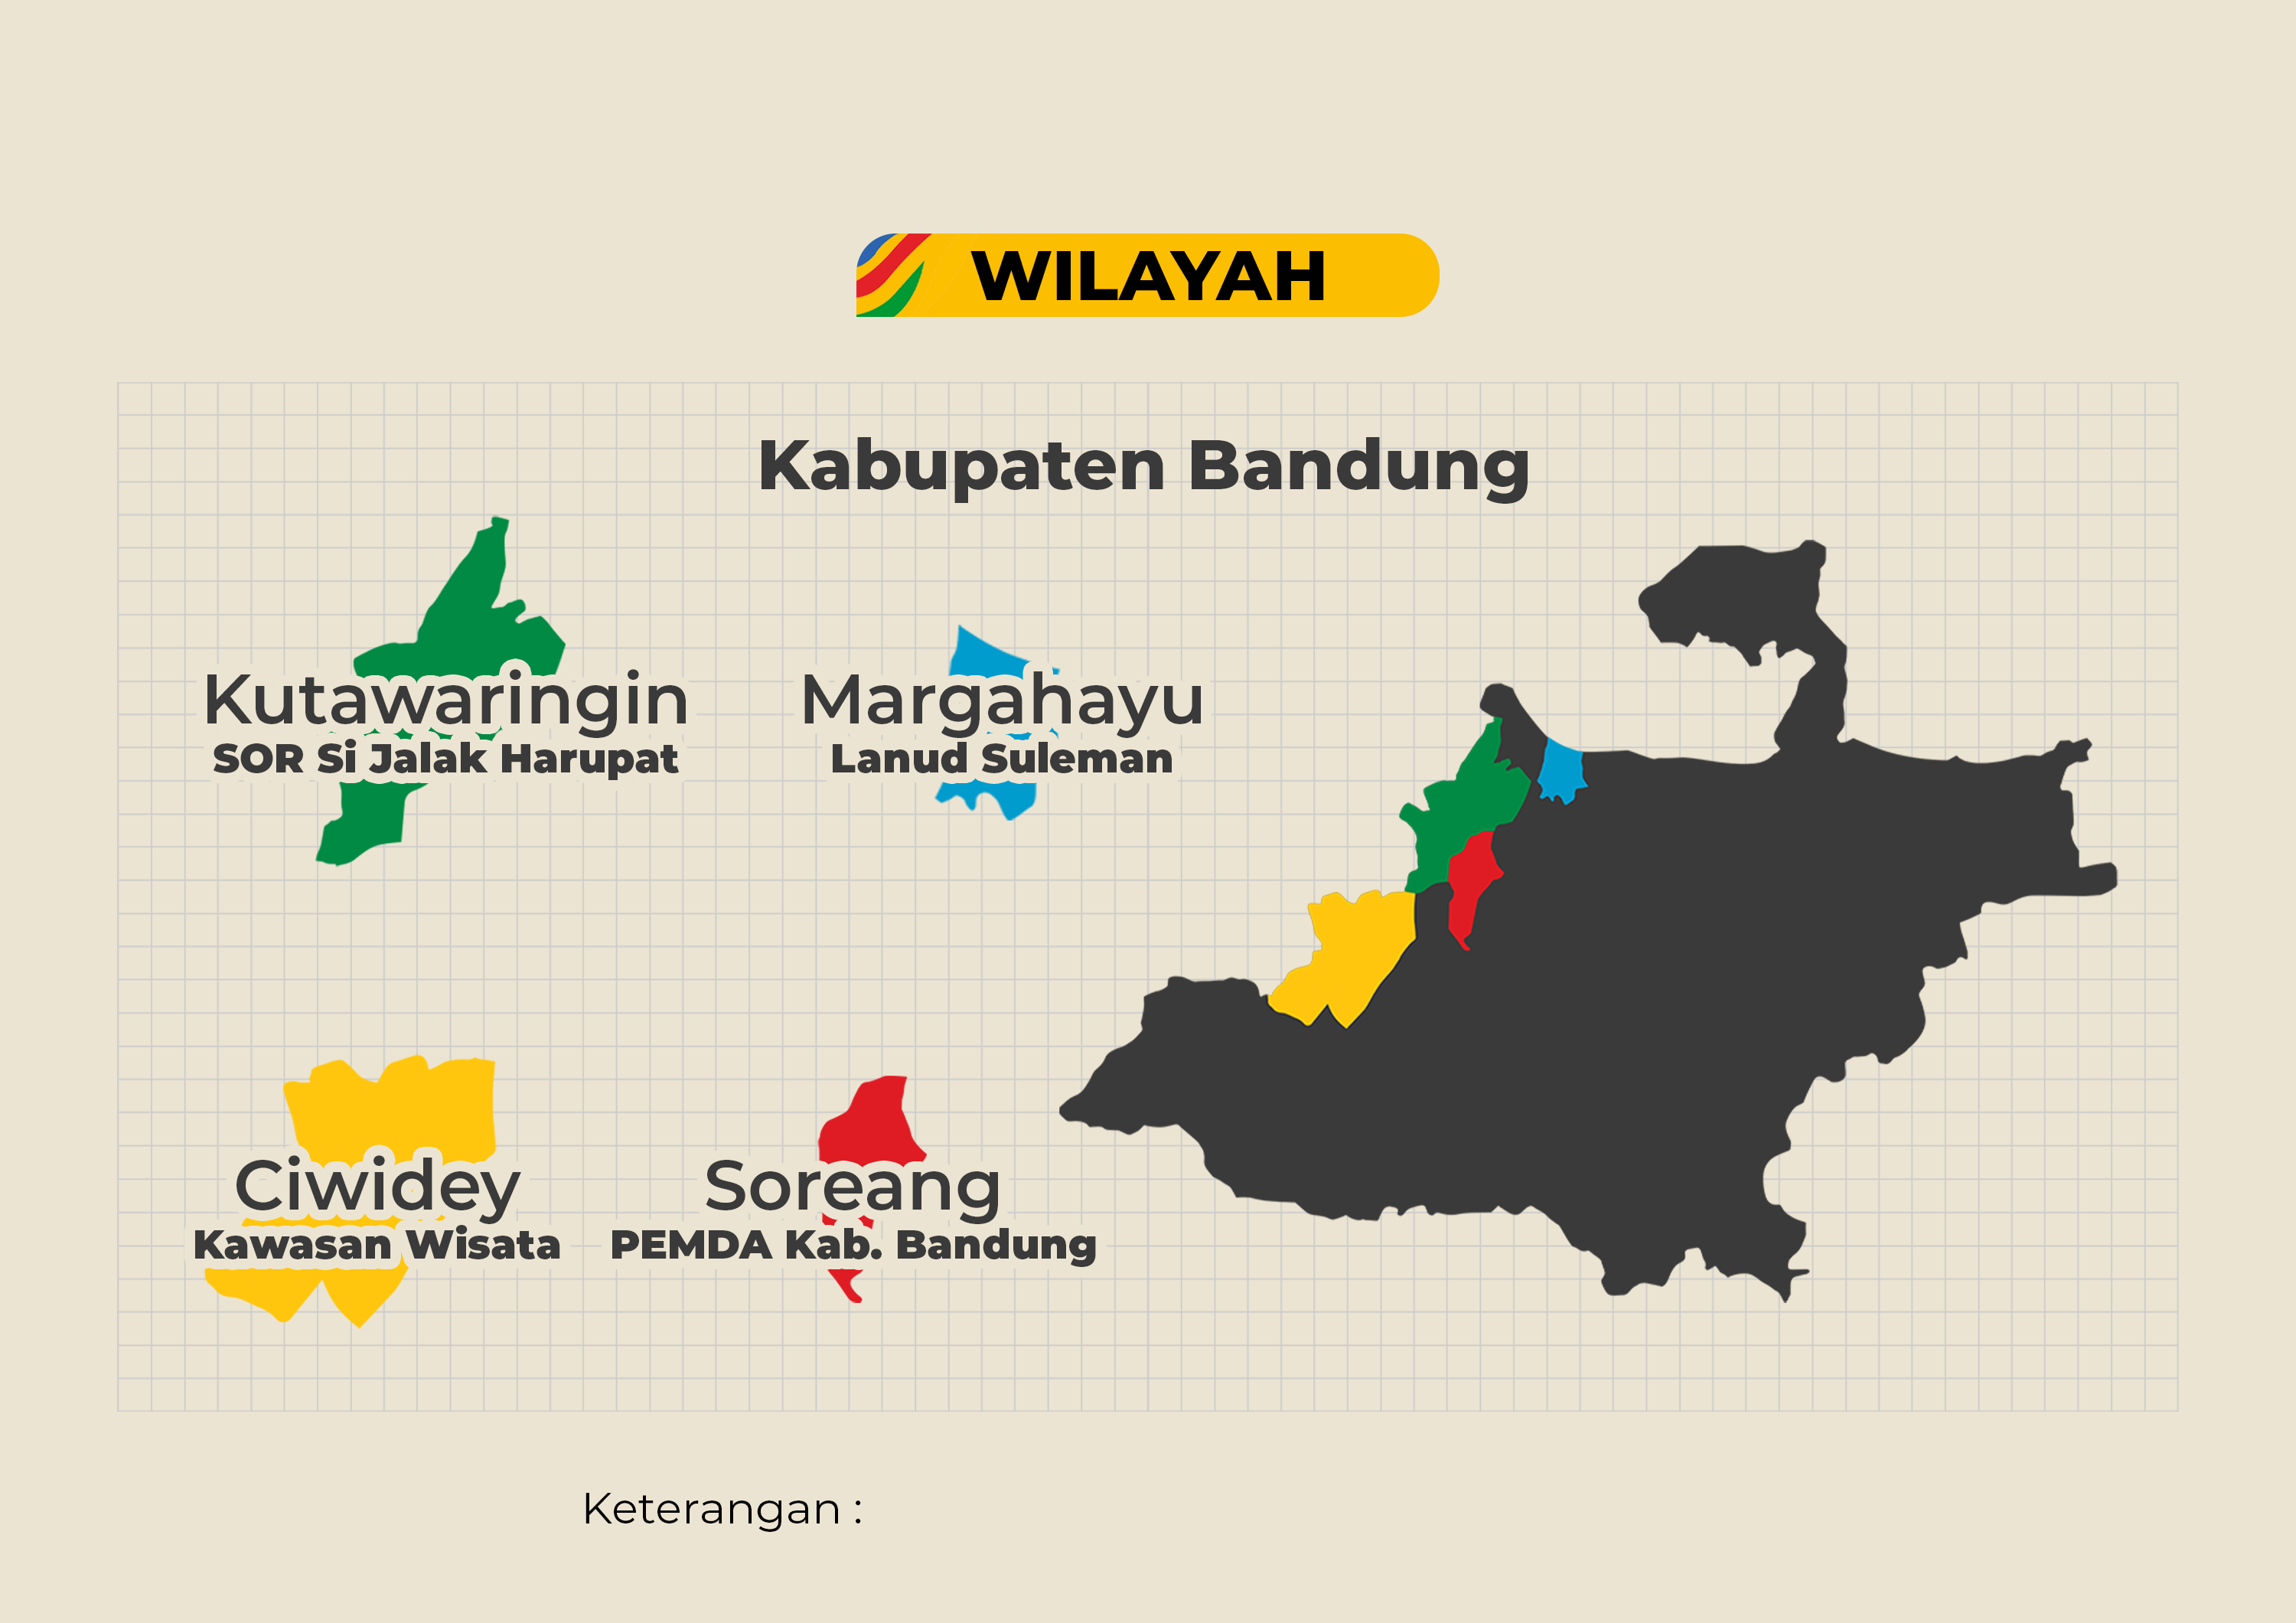 WILAYAH
Kabupaten Bandung
Kutawaringin
SOR Si Jalak Harupat
Margahayu
Lanud Suleman
Ciwidey
Kawasan Wisata
Soreang
PEMDA Kab. Bandung
Keterangan :